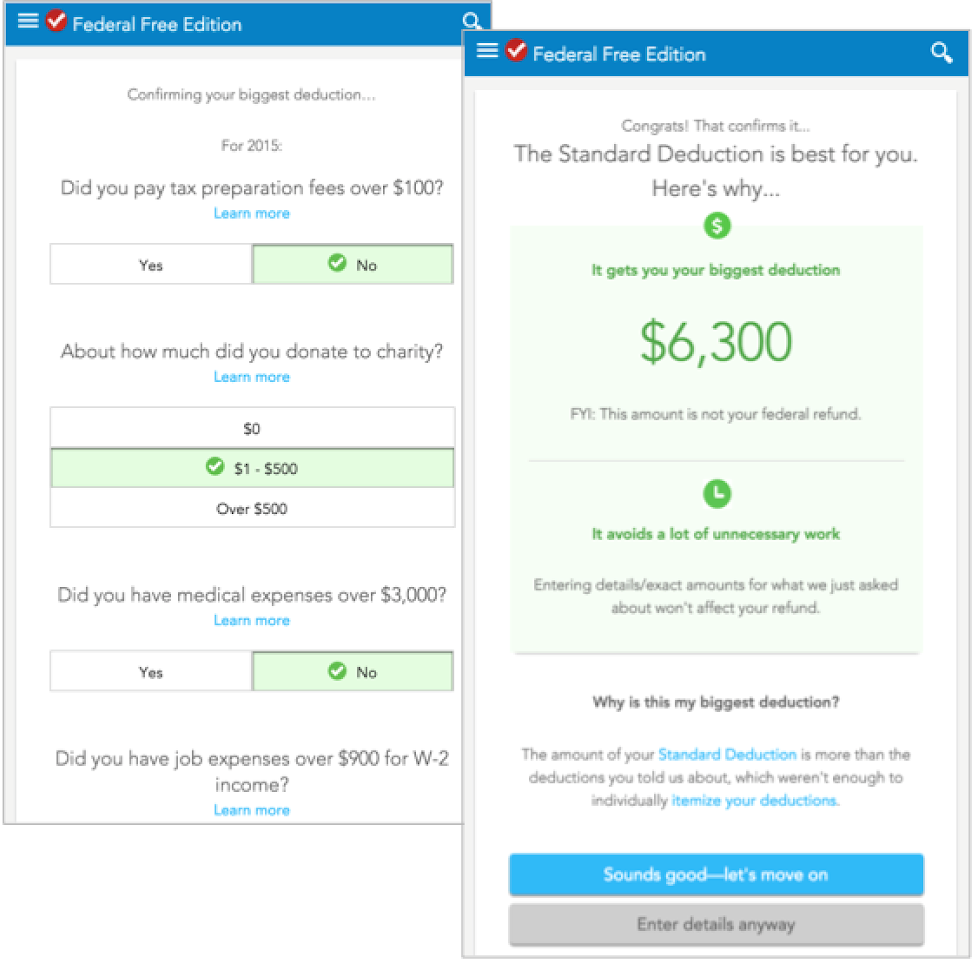 Federal Free Edition
Confirming your biggest deduction...
For 2015:
Did you pay tax preparation fees over $100?
Learn more
Yes
No
About how much did you donate to charity?
Learn more
$0
$1 - $500
Over $500
Did you have medical expenses over $3,000?
Learn more
Yes
No
Did you have job expenses over $900 for W-2
income?
Learn more
Federal Free Edition
Congrats! That confirms it...
The Standard Deduction is best for you.
Here's why...
$
It gets you your biggest deduction
$6,300
FYI: This amount is not your federal refund.
It avoids a lot of unnecessary work
Entering details/exact amounts for what we just asked
about won't affect your refund.
Why is this my biggest deduction?
The amount of your Standard Deduction is more than the
deductions you told us about, which weren't enough to
individually itemize your deductions.
Sounds good—let's move on
Enter details anyway